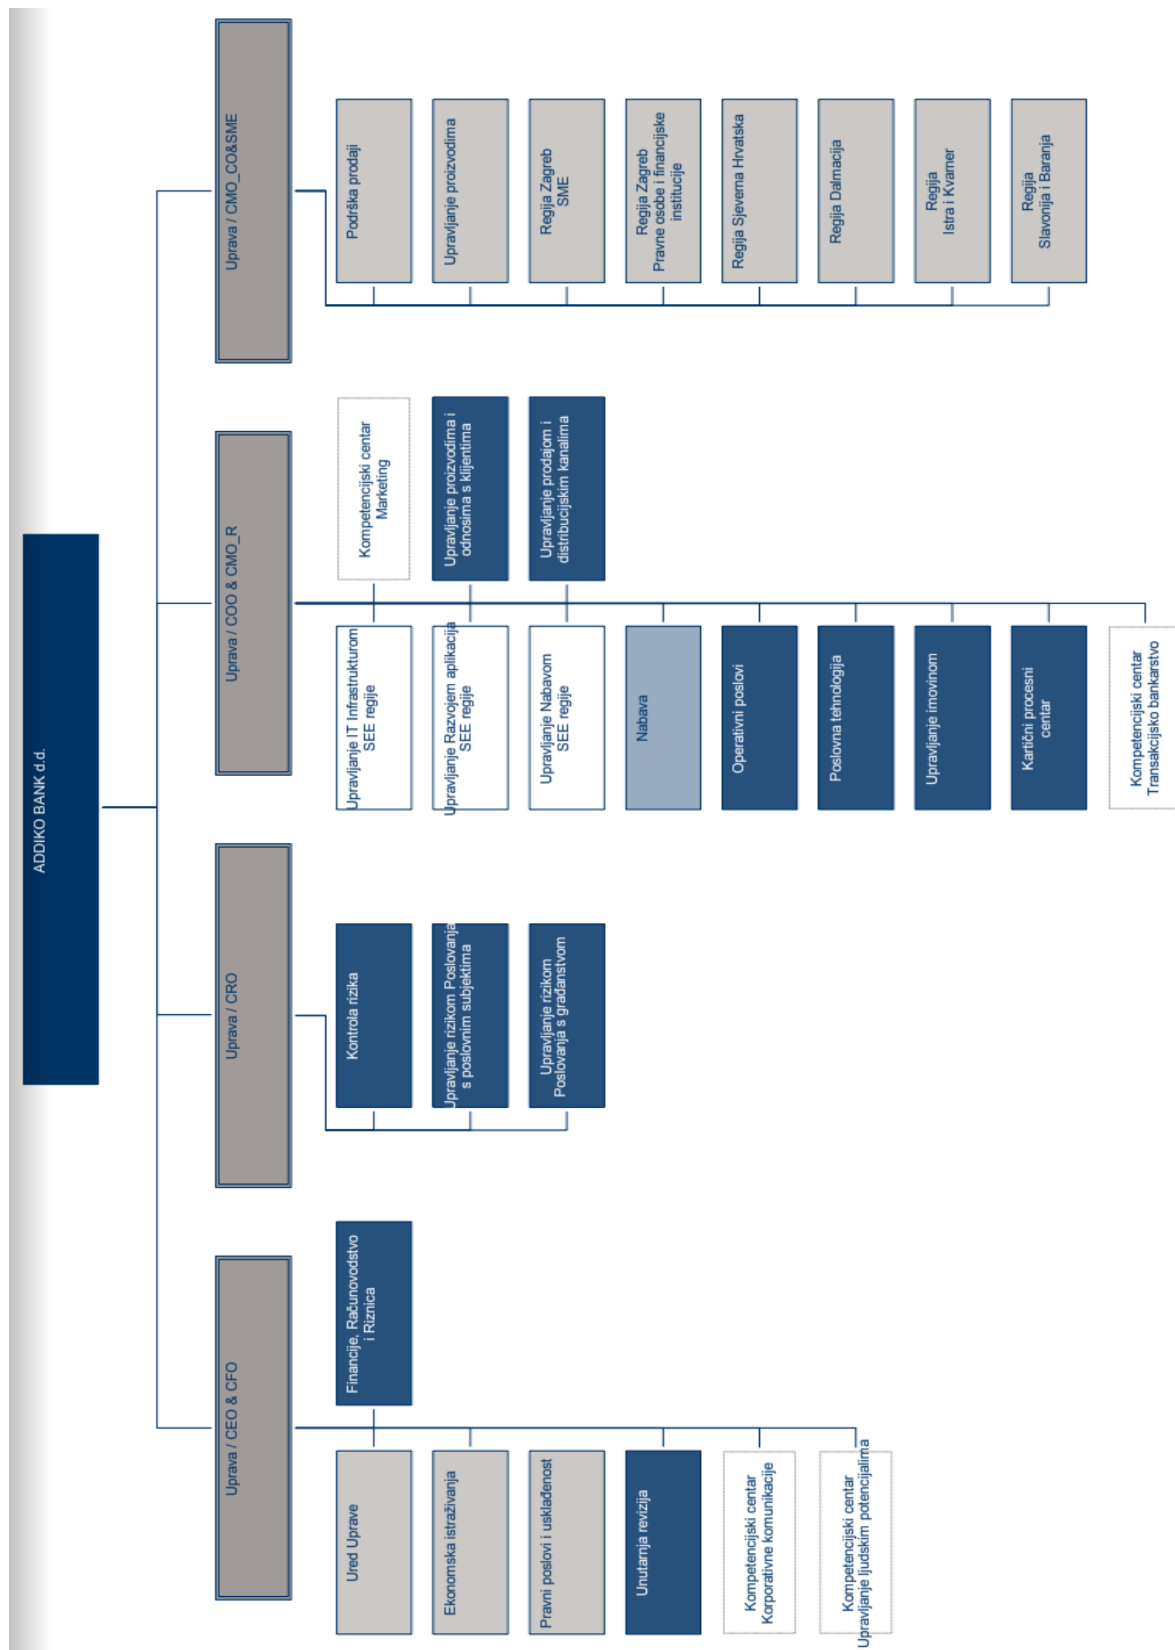 ADDIKO BANK d.d.
Uprava / CEO & CFO
Ured Uprave
Ekonomska istraživanja
Pravni poslovi i usklađenost
Unutarnja revizija
Kompetencijski centar
Korporativne komunikacije
Kompetencijski centar
Upravljanje ljudskim potencijalima
Financije, Računovodstvo
i Riznica
Uprava / CRO
Kontrola rizika
Upravljanje rizikom Poslovanja
s poslovnim subjektima
Upravljanje rizikom
Poslovanja s građanstvom
Uprava / COO & CMO_R
Upravljanje IT Infrastrukturom
SEE regije
Upravljanje Razvojem aplikacija
SEE regije
Upravljanje Nabavom
SEE regije
Nabava
Operativni poslovi
Poslovna tehnologija
Upravljanje imovinom
Kartični procesni
centar
Kompetencijski centar
Transakcijsko bankarstvo
Kompetencijski centar
Marketing
Upravljanje proizvodima i
odnosima s klijentima
Upravljanje prodajom i
distribucijskim kanalima
Uprava / CMO_CO&SME
Podrška prodaji
Upravljanje proizvodima
Regija Zagreb
SME
Regija Zagreb
Pravne osobe i financijske
institucije
Regija Sjeverna Hrvatska
Regija Dalmacija
Regija
Istra i Kvarner
Regija
Slavonija i Baranja